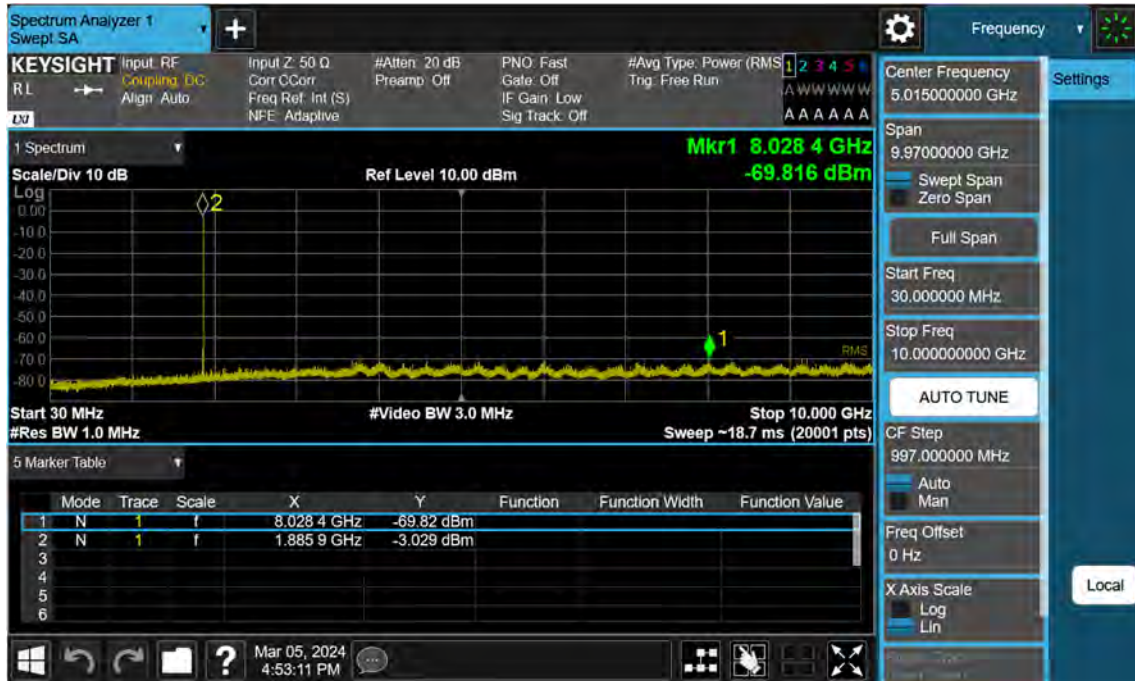 Spectrum Analyzer 1
Swept SA
+
Frequency
KEYSIGHT
RL
LXI
Input: RF
Coupling: DC
Align: Auto
Input Z: 50 Ω
Corr CCorr
Freq Ref: Int (S)
NFE: Adaptive
#Atten: 20 dB
Preamp: Off
PNO: Fast
Gate: Off
IF Gain: Low
Sig Track: Off
#Avg Type: Power (RMS
Trig: Free Run
1 2 3 4 5 6
A W W W W W
A A A A A A
1 Spectrum
Mkr1 8.028 4 GHz
-69.816 dBm
Scale/Div 10 dB
Ref Level 10.00 dBm
Log
0.00
-10.0
-20.0
-30.0
-40.0
-50.0
-60.0
-70.0
-80.0
2
1
RMS
Start 30 MHz
#Video BW 3.0 MHz
Stop 10.000 GHz
#Res BW 1.0 MHz
Sweep ~18.7 ms (20001 pts)
5 Marker Table
Mode Trace Scale X Y Function Function Width Function Value
1 N 1 f 8.028 4 GHz -69.82 dBm
2 N 1 f 1.885 9 GHz -3.029 dBm
3
4
5
6
Mar 05, 2024
4:53:11 PM
?
Center Frequency
5.015000000 GHz
Span
9.97000000 GHz
Swept Span
Zero Span
Full Span
Start Freq
30.000000 MHz
Stop Freq
10.000000000 GHz
AUTO TUNE
CF Step
997.000000 MHz
Auto
Man
Freq Offset
0 Hz
X Axis Scale
Log
Lin
Settings
Local